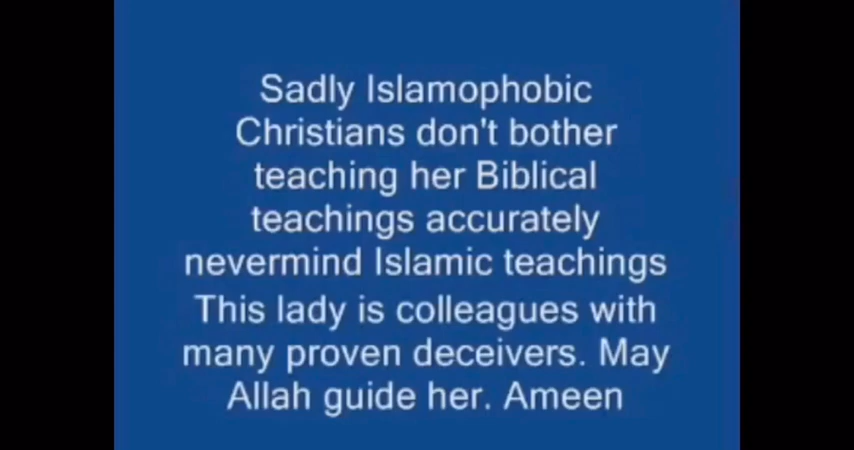 Sadly Islamophobic
Christians don't bother
teaching her Biblical
teachings accurately
nevermind Islamic teachings
This lady is colleagues with
many proven deceivers. May
Allah guide her. Ameen